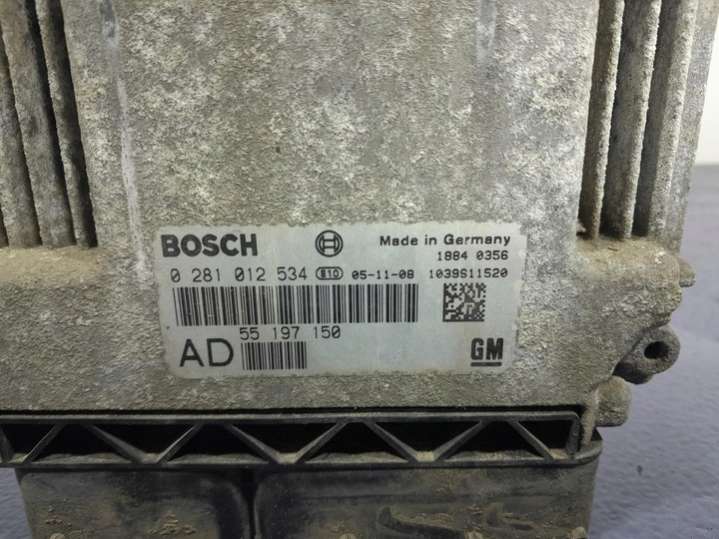 BOSCH Made in Germany
1884 0356
0 281 012 534 E10 05-11-08 1039S11520
55 197 150
AD GM